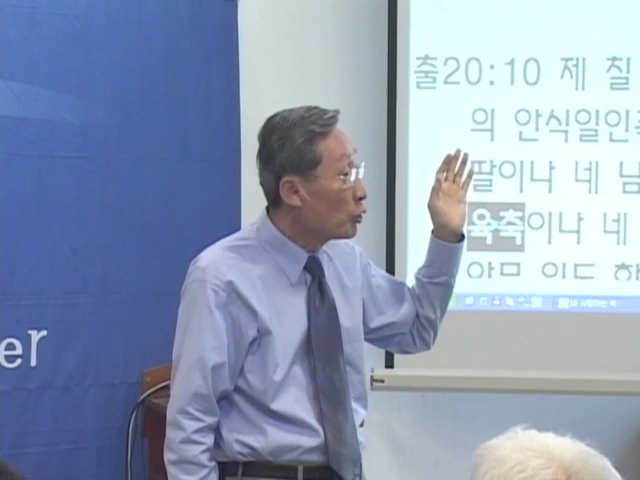 출20:10 제 칠
의 안식일인
딸이나 네 남
육축이나 네
er